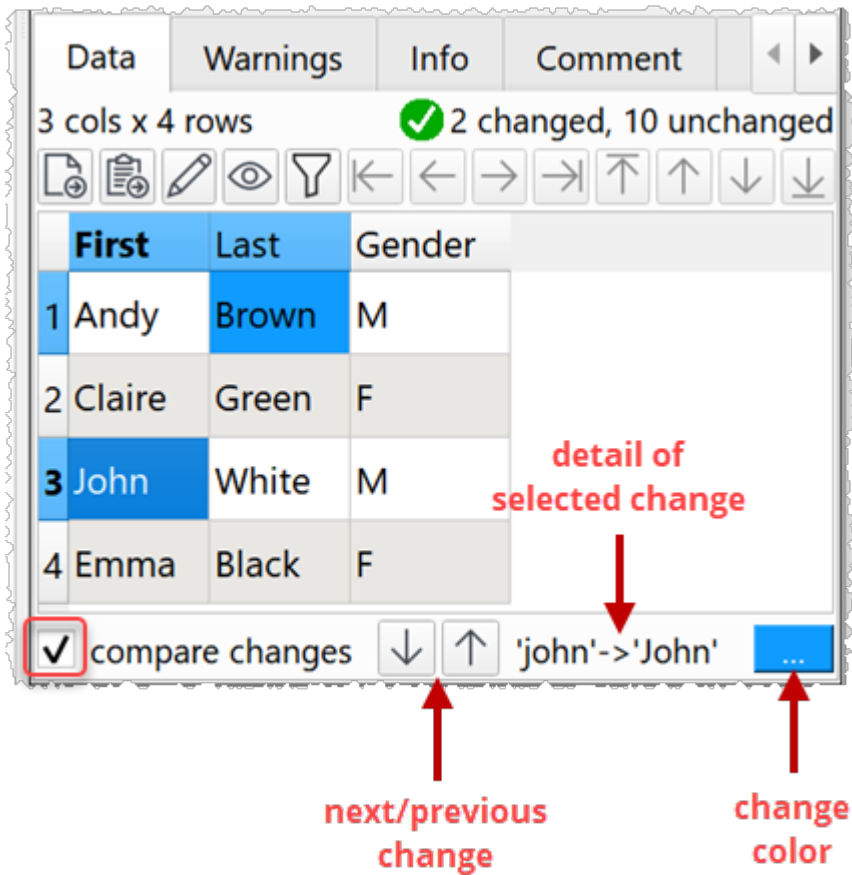 Data Warnings Info Comment
3 cols x 4 rows 2 changed, 10 unchanged
First Last Gender
1 Andy Brown M
2 Claire Green F
3 John White M
4 Emma Black F
detail of
selected change
compare changes 'john'->'John' ...
next/previous
change
change
color